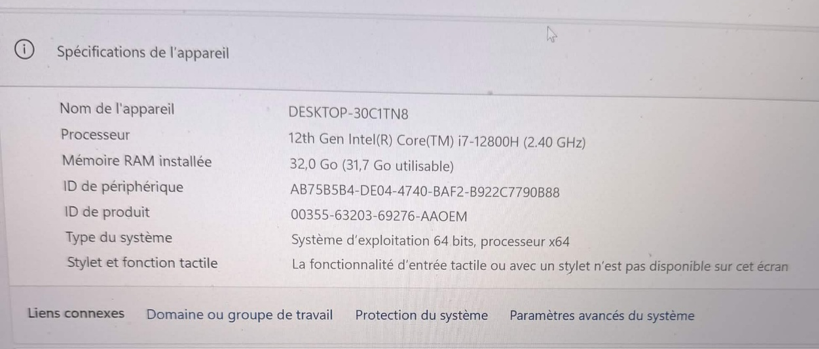 Spécifications de l'appareil
Nom de l'appareil DESKTOP-30C1TN8
Processeur 12th Gen Intel(R) Core(TM) i7-12800H (2.40 GHz)
Mémoire RAM installée 32,0 Go (31,7 Go utilisable)
ID de périphérique AB75B5B4-DE04-4740-BAF2-B922C7790B88
ID de produit 00355-63203-69276-AAOEM
Type du système Système d'exploitation 64 bits, processeur x64
Stylet et fonction tactile La fonctionnalité d'entrée tactile ou avec un stylet n'est pas disponible sur cet écran
Liens connexes Domaine ou groupe de travail Protection du système Paramètres avancés du système